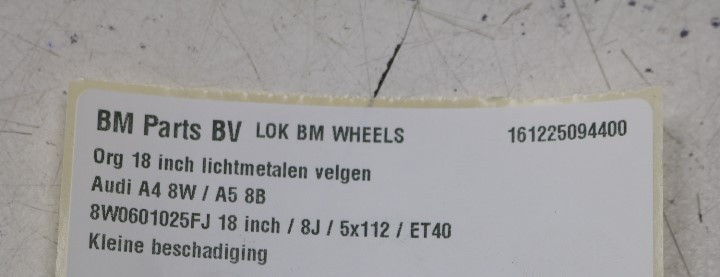 BM Parts BV LOK BM WHEELS 161225094400
Org 18 inch lichtmetalen velgen
Audi A4 8W / A5 8B
8W0601025FJ 18 inch / 8J / 5x112 / ET40
Kleine beschadiging